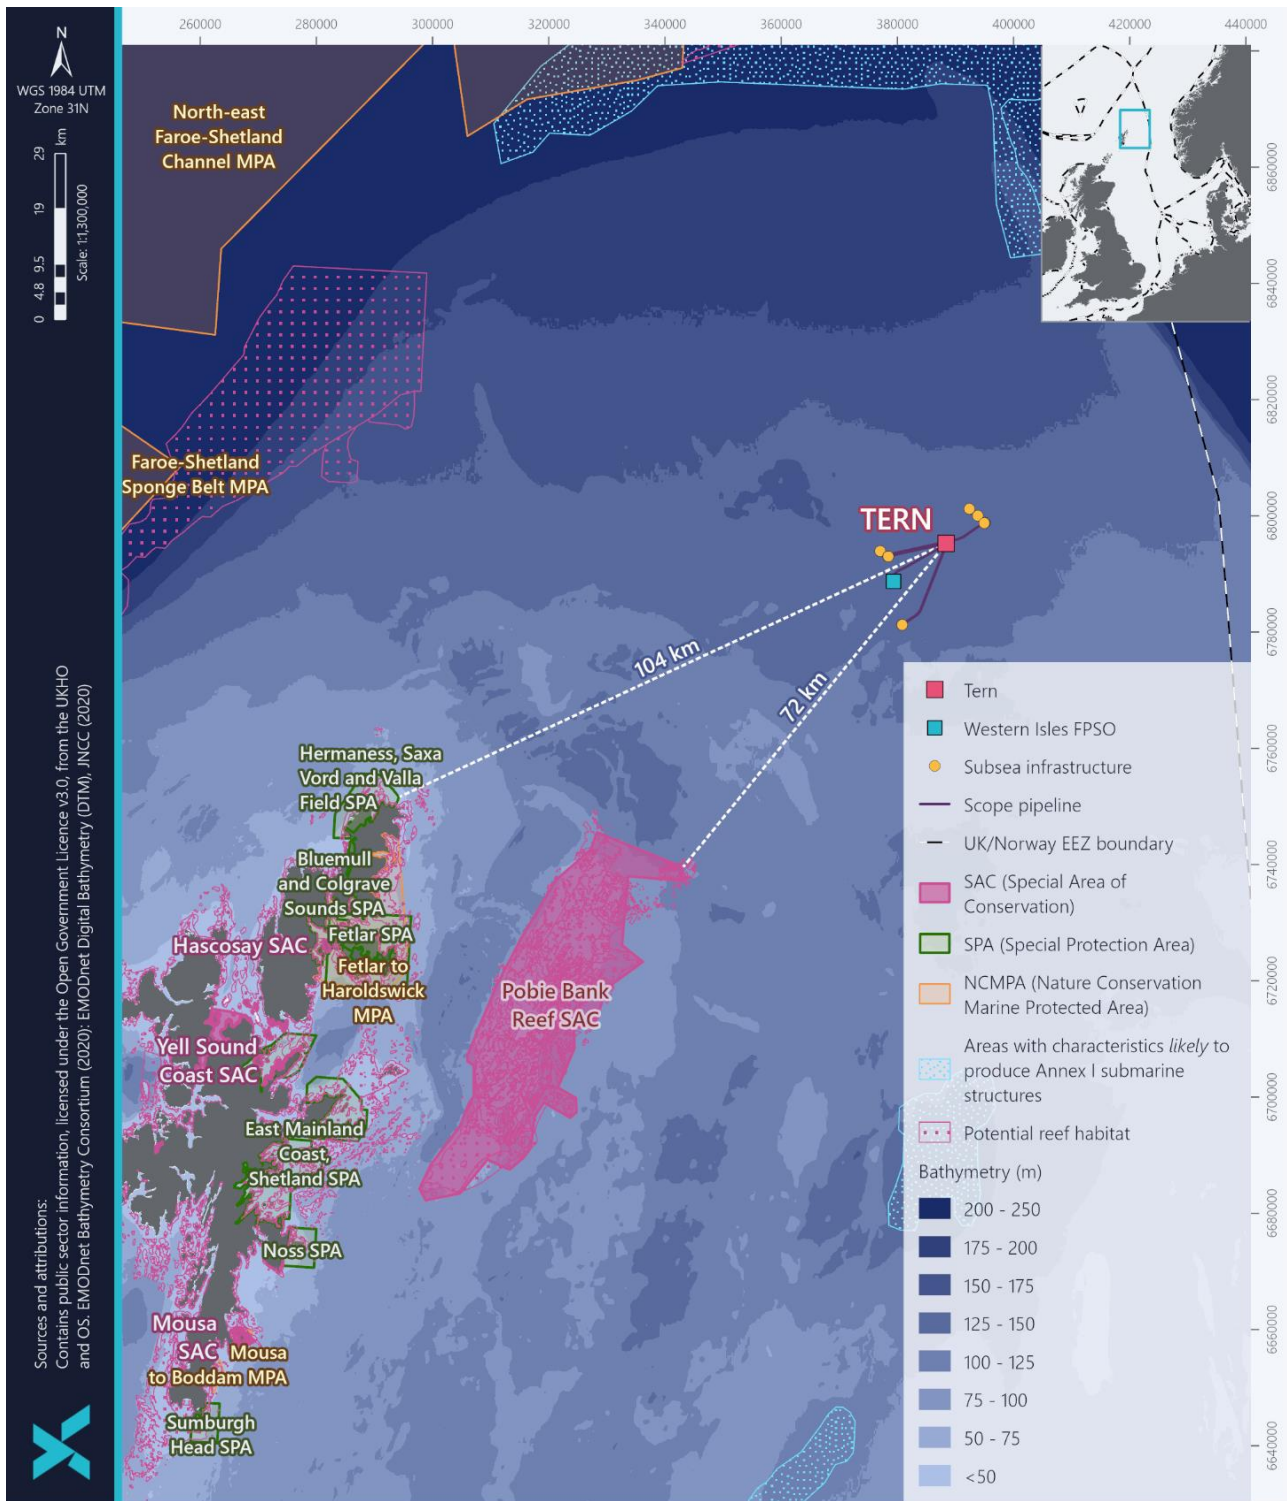 260000
280000
300000
320000
340000
360000
380000
400000
420000
440000
N
WGS 1984 UTM
Zone 31N
km
29
19
9.5
4.8
0
Scale: 1:1,300,000
North-east
Faroe-Shetland
Channel MPA
6860000
6840000
6820000
6800000
6780000
6760000
6740000
6720000
6700000
6680000
6660000
6640000
Faroe-Shetland
Sponge Belt MPA
TERN
104 km
72 km
Hermaness, Saxa
Vord and Valla
Field SPA
Bluemull
and Colgrave
Sounds SPA
Fetlar SPA
Hascosay SAC
Fetlar to
Haroldswick
MPA
Pobie Bank
Reef SAC
Yell Sound
Coast SAC
East Mainland
Coast,
Shetland SPA
Noss SPA
Mousa
SAC
Mousa
to Boddam MPA
Sumburgh
Head SPA
Tern
Western Isles FPSO
Subsea infrastructure
Scope pipeline
UK/Norway EEZ boundary
SAC (Special Area of
Conservation)
SPA (Special Protection Area)
NCMPA (Nature Conservation
Marine Protected Area)
Areas with characteristics likely to
produce Annex I submarine
structures
Potential reef habitat
Bathymetry (m)
200 - 250
175 - 200
150 - 175
125 - 150
100 - 125
75 - 100
50 - 75
<50
Sources and attributions:
Contains public sector information, licensed under the Open Government Licence v3.0, from the UKHO
and OS. EMODnet Bathymetry Consortium (2020): EMODnet Digital Bathymetry (DTM), JNCC (2020)